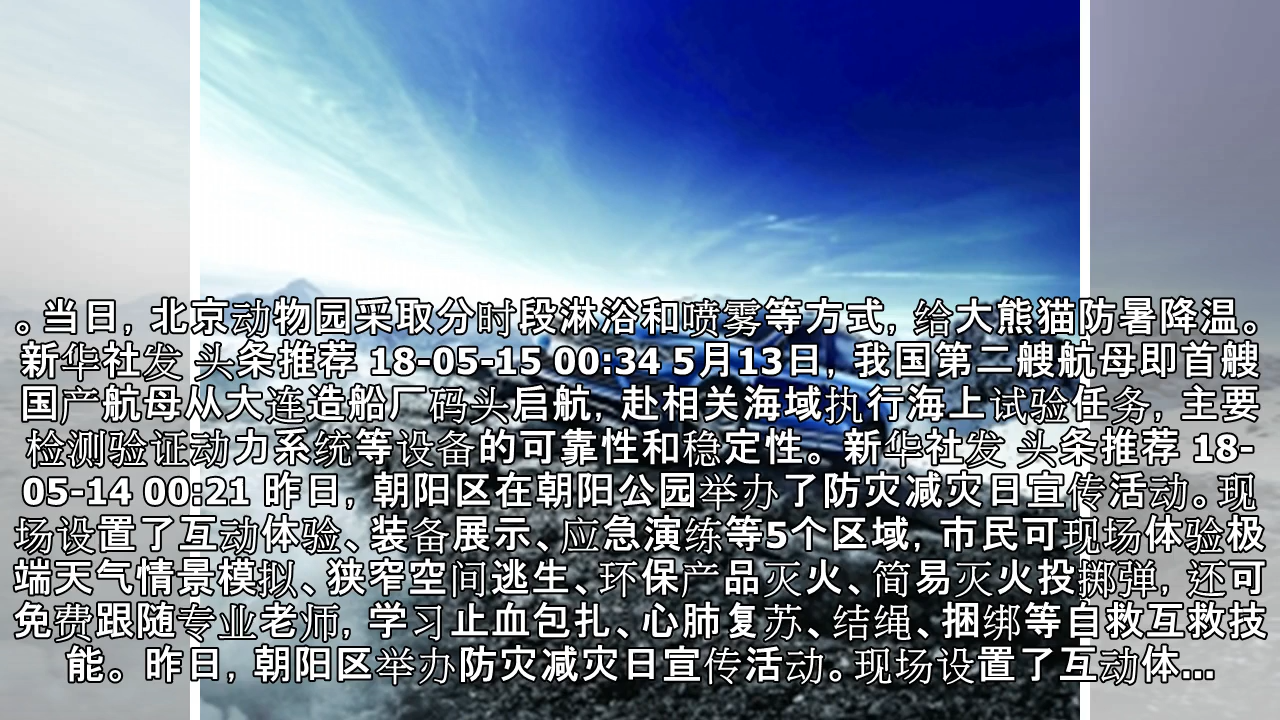 。当日，北京动物园采取分时段淋浴和喷雾等方式，给大熊猫防暑降温。
新华社发 头条推荐 18-05-15 00:34 5月13日，我国第二艘航母即首艘
国产航母从大连造船厂码头启航，赴相关海域执行海上试验任务，主要
检测验证动力系统等设备的可靠性和稳定性。新华社发 头条推荐 18-
05-14 00:21 昨日，朝阳区在朝阳公园举办了防灾减灾日宣传活动。现
场设置了互动体验、装备展示、应急演练等5个区域，市民可现场体验极
端天气情景模拟、狭窄空间逃生、环保产品灭火、简易灭火投掷弹，还可
免费跟随专业老师，学习止血包扎、心肺复苏、结绳、捆绑等自救互救技
能。昨日，朝阳区举办防灾减灾日宣传活动。现场设置了互动体...